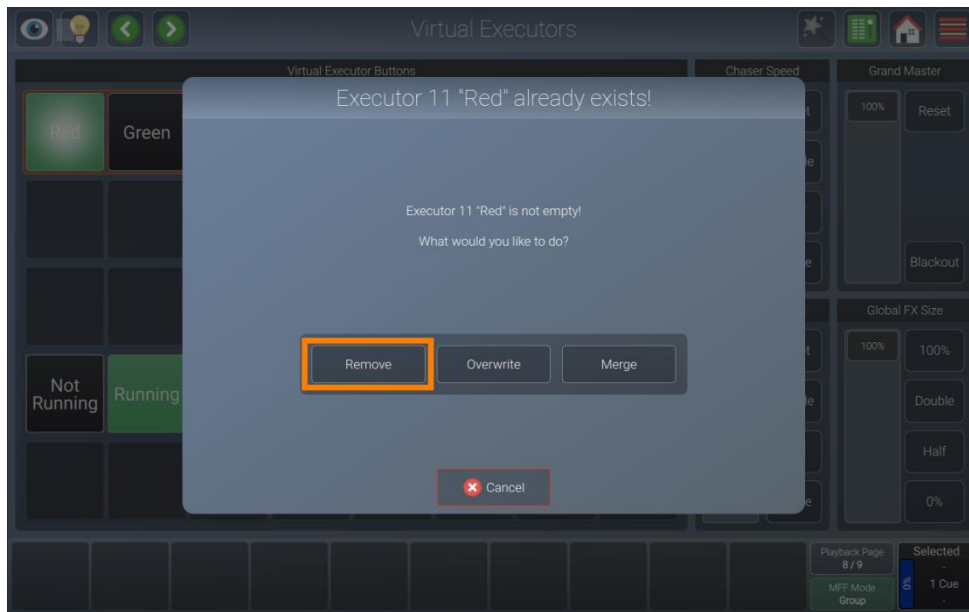 Virtual Executors
Virtual Executor Buttons
Chaser Speed
Grand Master
Executor 11 "Red" already exists!
Red
Green
100%
Reset
Executor 11 "Red" is not empty!
What would you like to do?
Blackout
Global FX Size
Remove
Overwrite
Merge
100%
100%
Not
Running
Running
Double
Half
Cancel
0%
Playback Page
8 / 9
MFF Mode
Group
Selected
-
0%
1 Cue
-